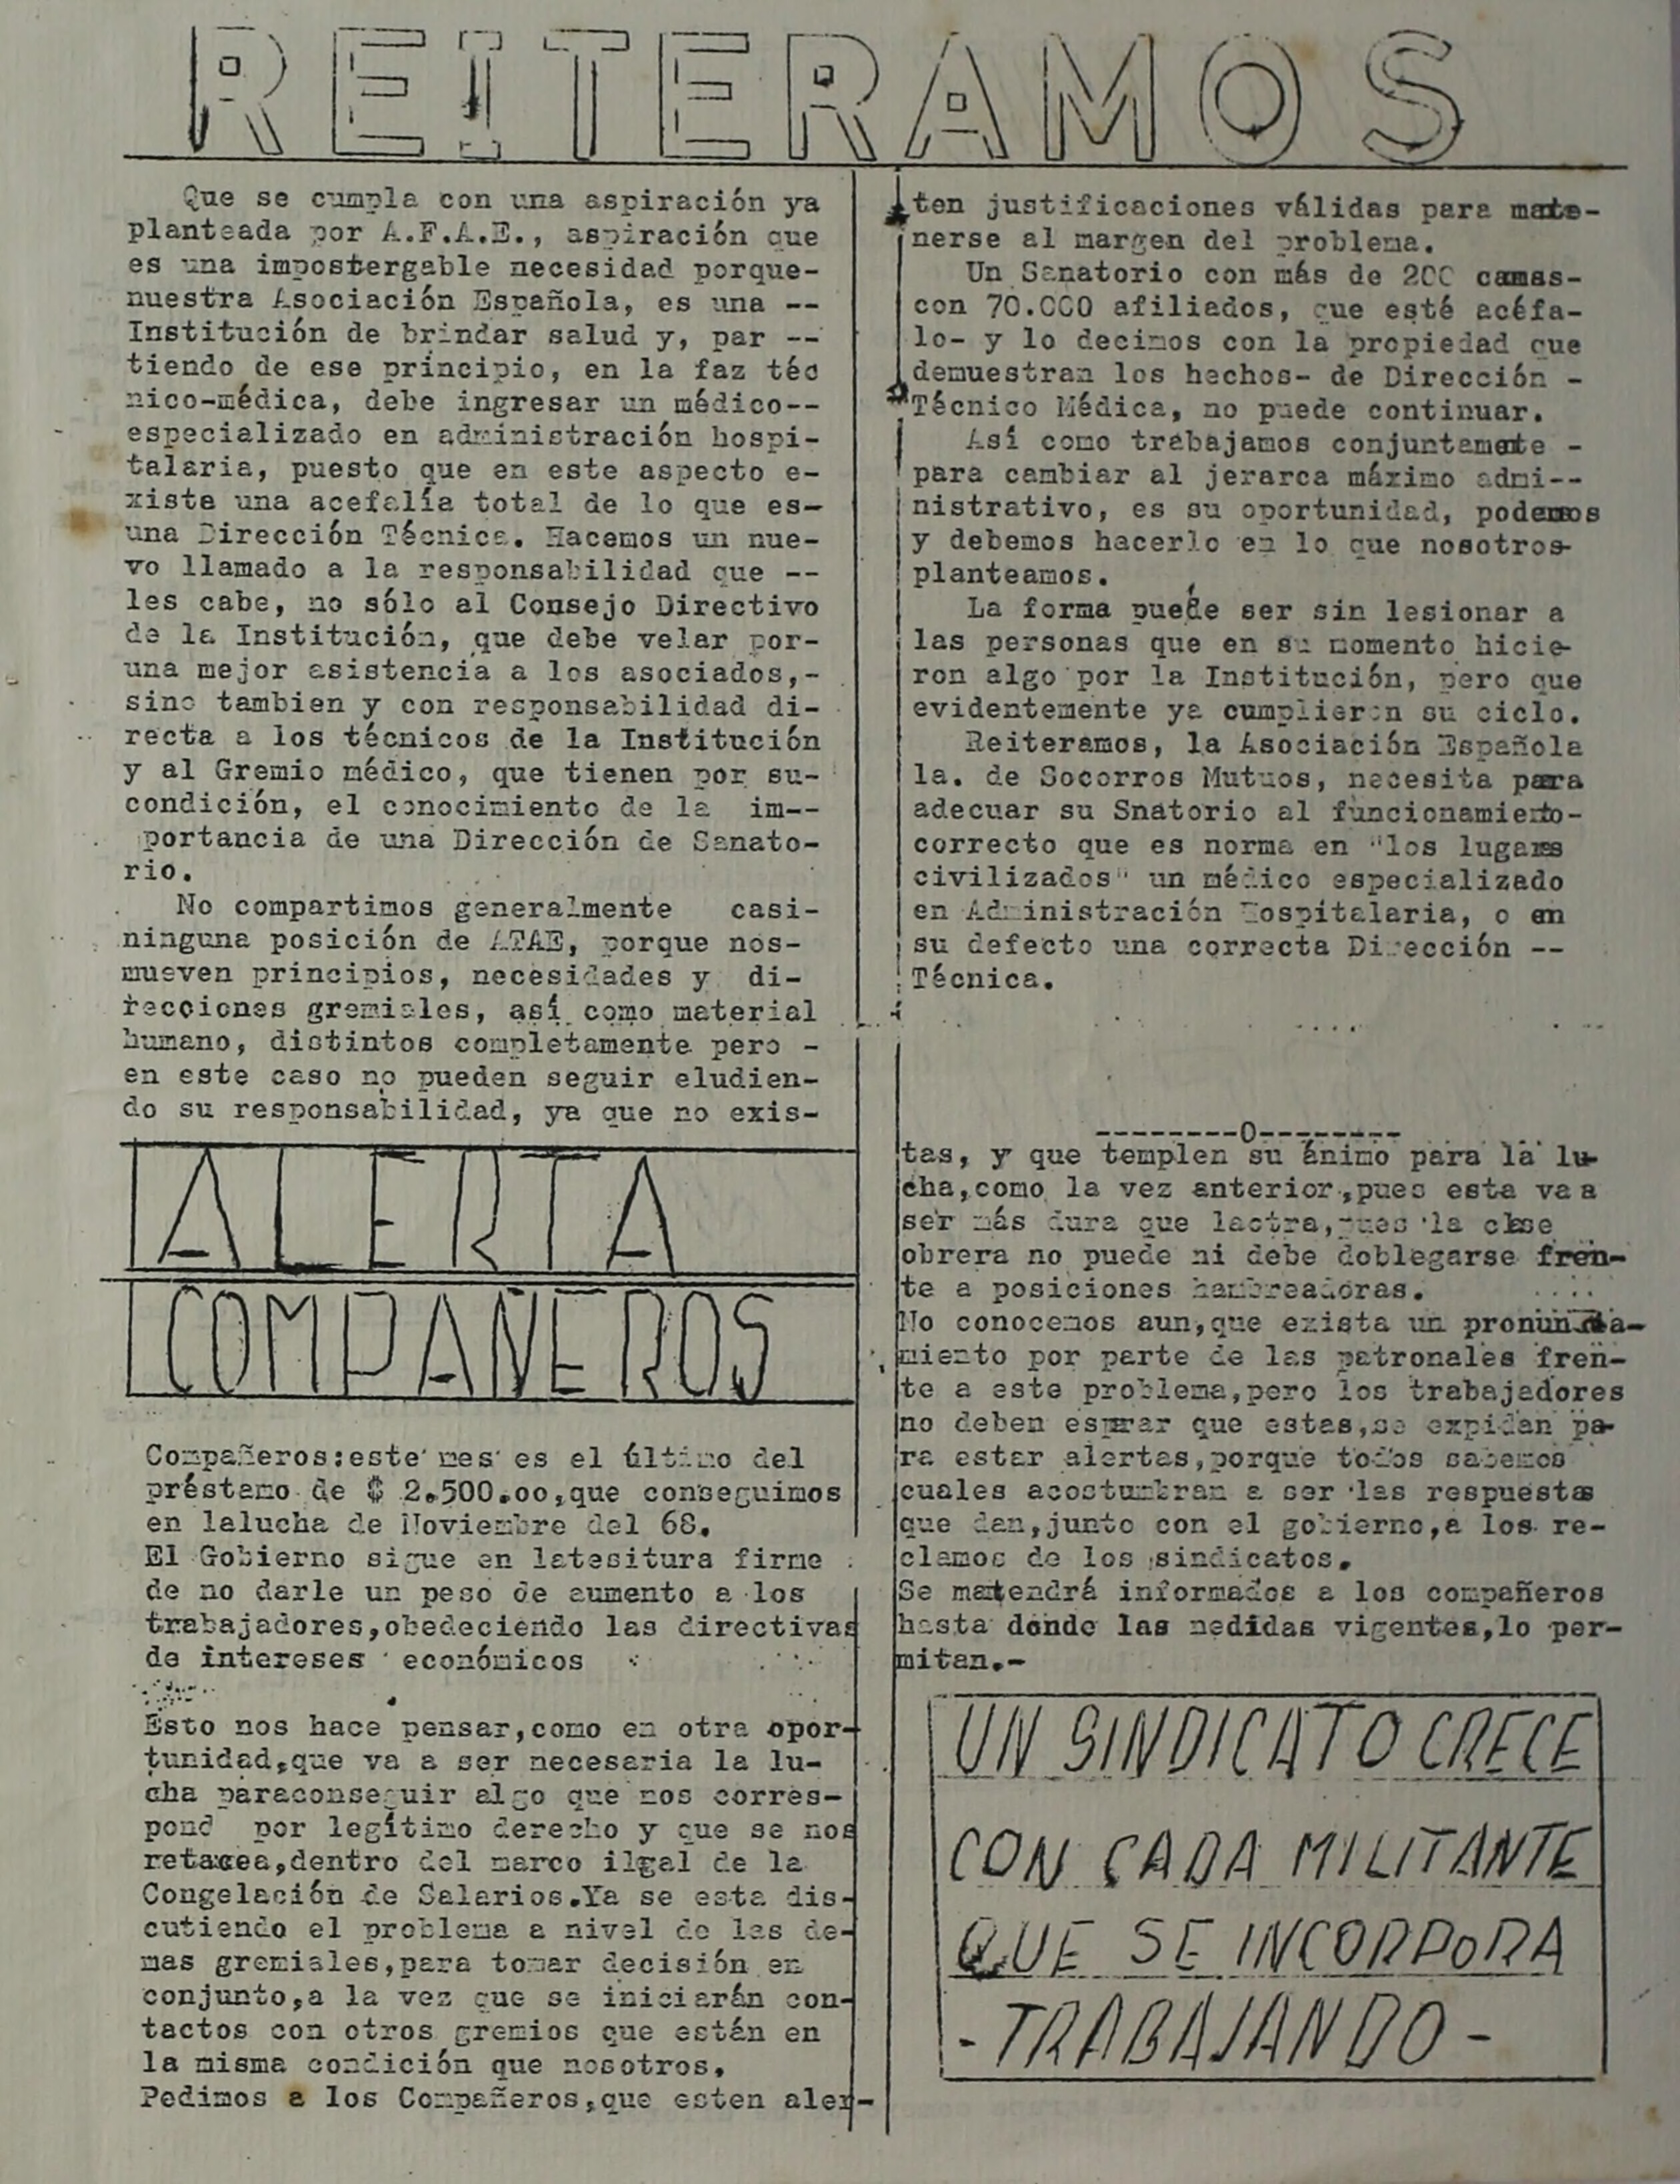 REITERAMOS
Que se cumpla con una aspiración ya
planteada por A.F.A.E., aspiración que
es una impostergable necesidad porque-
nuestra Asociación Española, es una --
Institución de brindar salud y, par --
tiendo de ese principio, en la faz téc
nico-médica, debe ingresar un médico--
especializado en administración hospi-
talaria, puesto que en este aspecto e-
xiste una acefalía total de lo que es-
una Dirección Técnica. Hacemos un nue-
vo llamado a la responsabilidad que --
les cabe, no sólo al Consejo Directivo
de la Institución, que debe velar por-
una mejor asistencia a los asociados,-
sino tambien y con responsabilidad di-
recta a los técnicos de la Institución
y al Gremio médico, que tienen por su-
condición, el conocimiento de la im--
portancia de una Dirección de Sanato-
rio.
No compartimos generalmente casi-
ninguna posición de ATAE, porque nos-
mueven principios, necesidades y di-
recciones gremiales, así como material
humano, distintos completamente pero -
en este caso no pueden seguir eludien-
do su responsabilidad, ya que no exis-
ten justificaciones válidas para mate-
nerse al margen del problema.
Un Sanatorio con más de 200 camas-
con 70.000 afiliados, que esté acéfa-
lo- y lo decimos con la propiedad que
demuestran los hechos- de Dirección -
Técnico Médica, no puede continuar.
Así como trabajamos conjuntamete -
para cambiar al jerarca máximo admi--
nistrativo, es su oportunidad, podemos
y debemos hacerlo en lo que nosotros-
planteamos.
La forma puede ser sin lesionar a
las personas que en su momento hicie-
ron algo por la Institución, pero que
evidentemente ya cumplieron su ciclo.
Reiteramos, la Asociación Española
1a. de Socorros Mutuos, necesita para
adecuar su Snatorio al funcionamieto-
correcto que es norma en "los lugares
civilizados" un médico especializado
en Administración Hospitalaria, o en
su defecto una correcta Dirección --
Técnica.
--------O--------
ALERTA
COMPAÑEROS
Compañeros:este mes es el último del
préstamo de $ 2.500.oo,que conseguimos
en lalucha de Noviembre del 68.
El Gobierno sigue en latesitura firme
de no darle un peso de aumento a los
trabajadores,obedeciendo las directivas
de intereses económicos
Esto nos hace pensar,como en otra opor-
tunidad,que va a ser necesaria la lu-
cha paraconseguir algo que nos corres-
pond por legítimo derecho y que se nos
retacea,dentro del marco ilgal de la
Congelación de Salarios.Ya se esta dis-
cutiendo el problema a nivel de las de-
mas gremiales,para tomar decisión en
conjunto,a la vez que se iniciarán con-
tactos con otros gremios que están en
la misma condición que nosotros.
Pedimos a los Compañeros,que esten aler-
tas, y que templen su ánimo para la lu-
cha,como la vez anterior,pues esta va a
ser más dura que laotra,pues la clase
obrera no puede ni debe doblegarse fren-
te a posiciones hambreadoras.
No conocemos aun,que exista un pronuncia-
miento por parte de las patronales fren-
te a este problema,pero los trabajadores
no deben esperar que estas,se expidan pa-
ra estar alertas,porque todos sabemos
cuales acostumbran a ser las respuestas
que dan,junto con el gobierno,a los re-
clamos de los sindicatos.
Se matendrá informados a los compañeros
hasta donde las medidas vigentes,lo per-
mitan.-
UN SINDICATO CRECE
CON CADA MILITANTE
QUE SE INCORPORA
-TRABAJANDO-